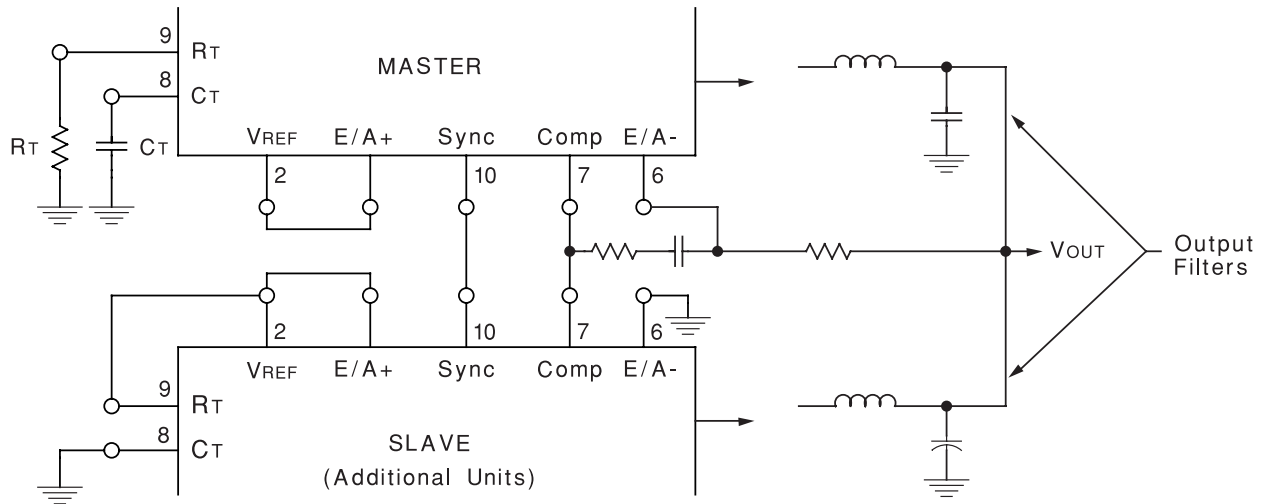 9
RT
MASTER
8
CT
RT
CT
VREF E/A+ Sync Comp E/A-
2 10 7 6
VOUT
Output
Filters
2 10 7 6
VREF E/A+ Sync Comp E/A-
9
RT
8
CT
SLAVE
(Additional Units)